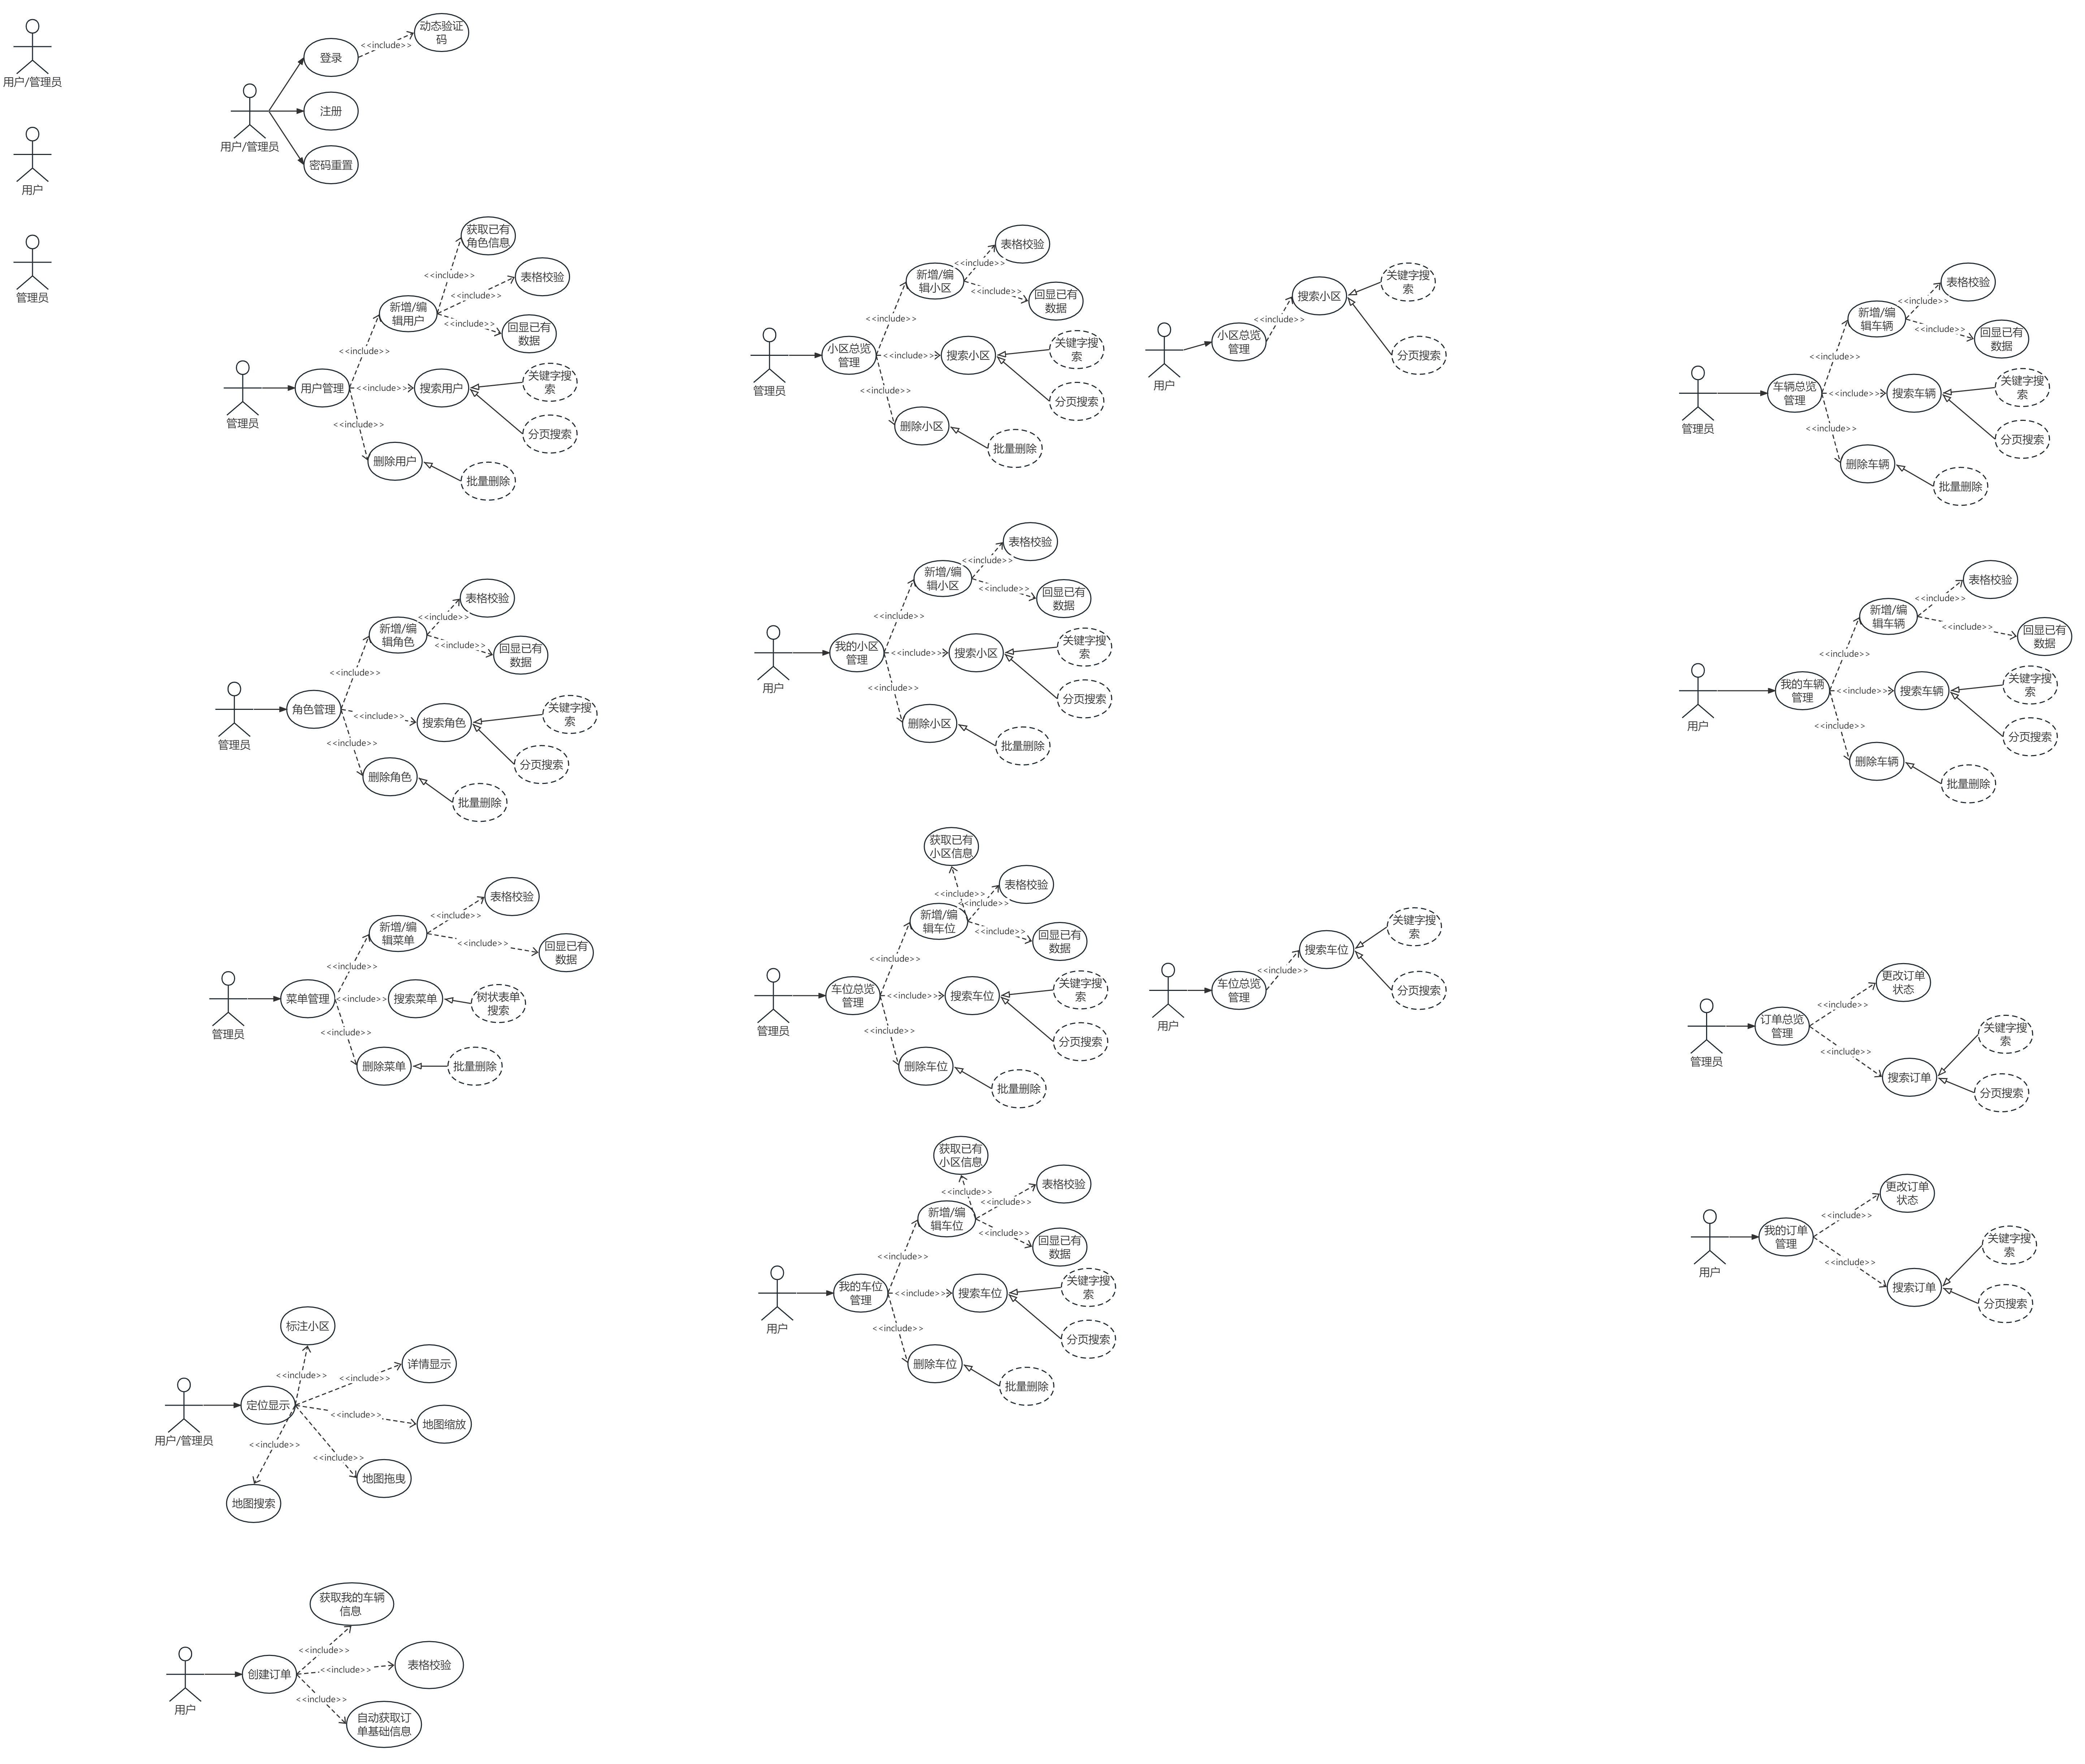 用户/管理员
用户
管理员
用户/管理员
登录
<<include>>
动态验证
码
注册
密码重置
管理员
用户管理
<<include>>
新增/编
辑用户
<<include>>
获取已有
角色信息
<<include>>
表格校验
<<include>>
回显已有
数据
<<include>>
搜索用户
关键字搜
索
分页搜索
<<include>>
删除用户
批量删除
管理员
角色管理
<<include>>
新增/编
辑角色
<<include>>
表格校验
<<include>>
回显已有
数据
<<include>>
搜索角色
关键字搜
索
分页搜索
<<include>>
删除角色
批量删除
管理员
菜单管理
<<include>>
新增/编
辑菜单
<<include>>
表格校验
<<include>>
回显已有
数据
<<include>>
搜索菜单
树状表单
搜索
<<include>>
删除菜单
批量删除
用户/管理员
定位显示
<<include>>
标注小区
<<include>>
详情显示
<<include>>
地图缩放
<<include>>
地图拖曳
<<include>>
地图搜索
用户
创建订单
<<include>>
获取我的车辆
信息
<<include>>
表格校验
<<include>>
自动获取订
单基础信息
管理员
小区总览
管理
<<include>>
新增/编
辑小区
<<include>>
表格校验
<<include>>
回显已有
数据
<<include>>
搜索小区
关键字搜
索
分页搜索
<<include>>
删除小区
批量删除
用户
小区总览
管理
<<include>>
搜索小区
关键字搜
索
分页搜索
用户
我的小区
管理
<<include>>
新增/编
辑小区
<<include>>
表格校验
<<include>>
回显已有
数据
<<include>>
搜索小区
关键字搜
索
分页搜索
<<include>>
删除小区
批量删除
管理员
车位总览
管理
<<include>>
新增/编
辑车位
<<include>>
获取已有
小区信息
<<include>>
表格校验
<<include>>
回显已有
数据
<<include>>
搜索车位
关键字搜
索
分页搜索
<<include>>
删除车位
批量删除
用户
车位总览
管理
<<include>>
搜索车位
关键字搜
索
分页搜索
用户
我的车位
管理
<<include>>
新增/编
辑车位
<<include>>
获取已有
小区信息
<<include>>
表格校验
<<include>>
回显已有
数据
<<include>>
搜索车位
关键字搜
索
分页搜索
<<include>>
删除车位
批量删除
管理员
车辆总览
管理
<<include>>
新增/编
辑车辆
<<include>>
表格校验
<<include>>
回显已有
数据
<<include>>
搜索车辆
关键字搜
索
分页搜索
<<include>>
删除车辆
批量删除
用户
我的车辆
管理
<<include>>
新增/编
辑车辆
<<include>>
表格校验
<<include>>
回显已有
数据
<<include>>
搜索车辆
关键字搜
索
分页搜索
<<include>>
删除车辆
批量删除
管理员
订单总览
管理
<<include>>
更改订单
状态
<<include>>
搜索订单
关键字搜
索
分页搜索
用户
我的订单
管理
<<include>>
更改订单
状态
<<include>>
搜索订单
关键字搜
索
分页搜索